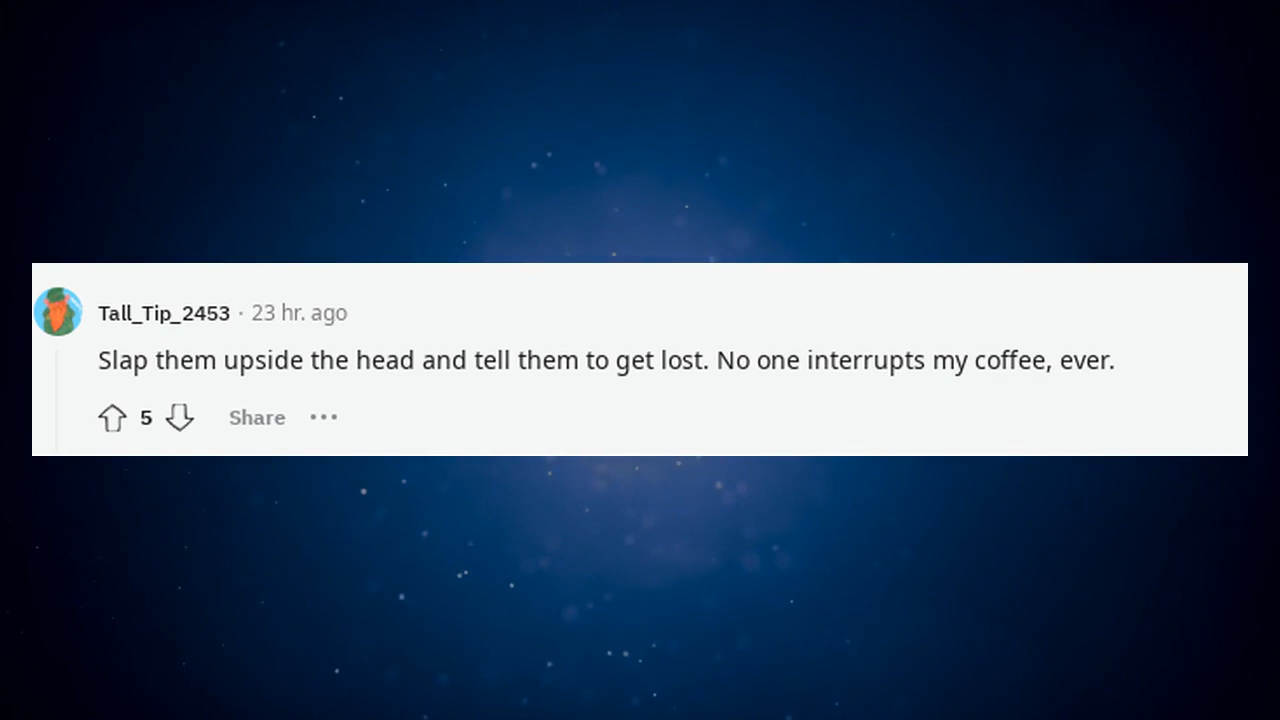 Tall_Tip_2453 · 23 hr. ago
Slap them upside the head and tell them to get lost. No one interrupts my coffee, ever.
5 Share •••